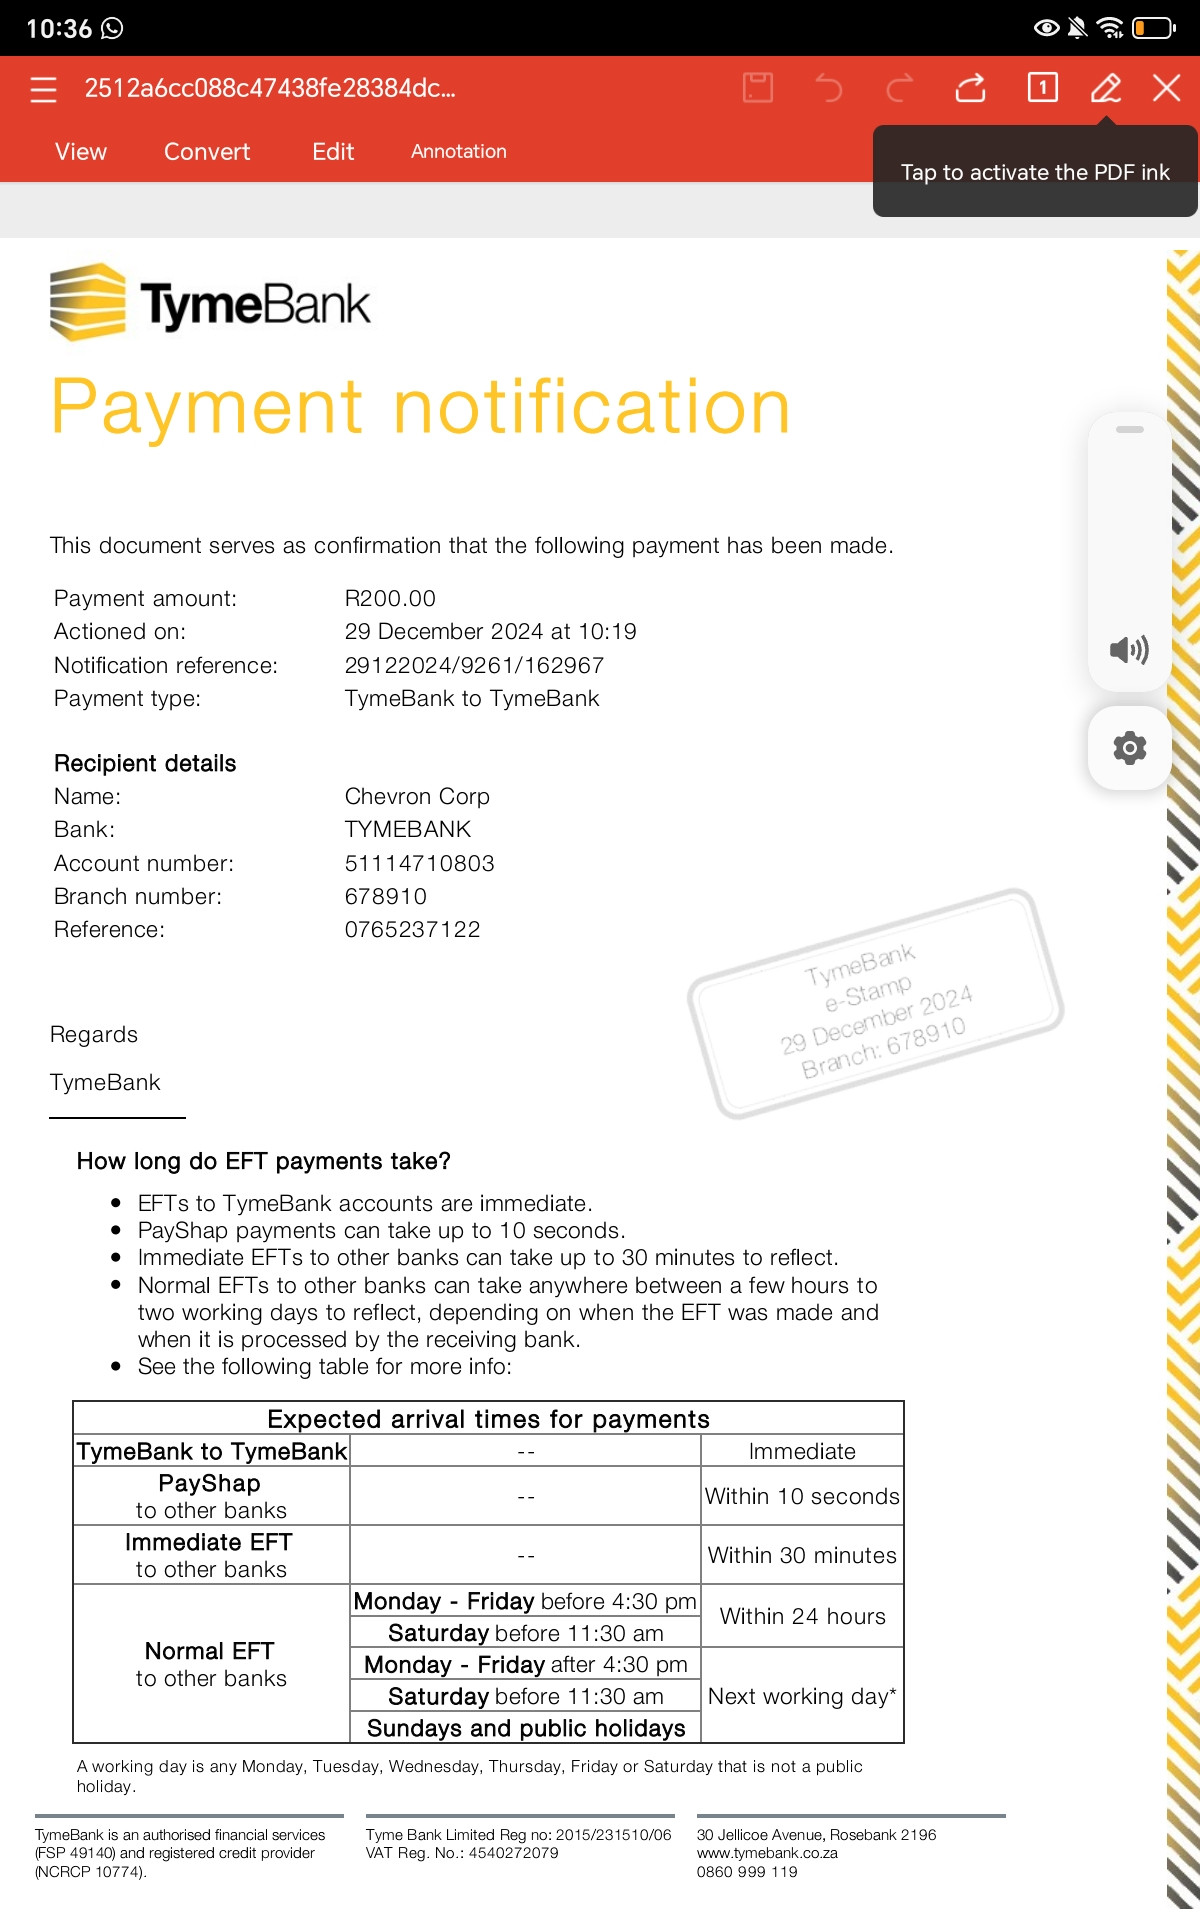 10:36
2512a6cc088c47438fe28384dc...
1
View Convert Edit Annotation
Tap to activate the PDF ink
TymeBank
Payment notification
This document serves as confirmation that the following payment has been made.
Payment amount: R200.00
Actioned on: 29 December 2024 at 10:19
Notification reference: 29122024/9261/162967
Payment type: TymeBank to TymeBank
Recipient details
Name: Chevron Corp
Bank: TYMEBANK
Account number: 51114710803
Branch number: 678910
Reference: 0765237122
TymeBank
e-Stamp
29 December 2024
Branch: 678910
Regards
TymeBank
How long do EFT payments take?
• EFTs to TymeBank accounts are immediate.
• PayShap payments can take up to 10 seconds.
• Immediate EFTs to other banks can take up to 30 minutes to reflect.
• Normal EFTs to other banks can take anywhere between a few hours to
two working days to reflect, depending on when the EFT was made and
when it is processed by the receiving bank.
• See the following table for more info:
Expected arrival times for payments
TymeBank to TymeBank -- Immediate
PayShap
to other banks -- Within 10 seconds
Immediate EFT
to other banks -- Within 30 minutes
Normal EFT
to other banks
Monday - Friday before 4:30 pm
Saturday before 11:30 am
Within 24 hours
Monday - Friday after 4:30 pm
Saturday before 11:30 am
Sundays and public holidays
Next working day*
A working day is any Monday, Tuesday, Wednesday, Thursday, Friday or Saturday that is not a public
holiday.
TymeBank is an authorised financial services
(FSP 49140) and registered credit provider
(NCRCP 10774).
Tyme Bank Limited Reg no: 2015/231510/06
VAT Reg. No.: 4540272079
30 Jellicoe Avenue, Rosebank 2196
www.tymebank.co.za
0860 999 119